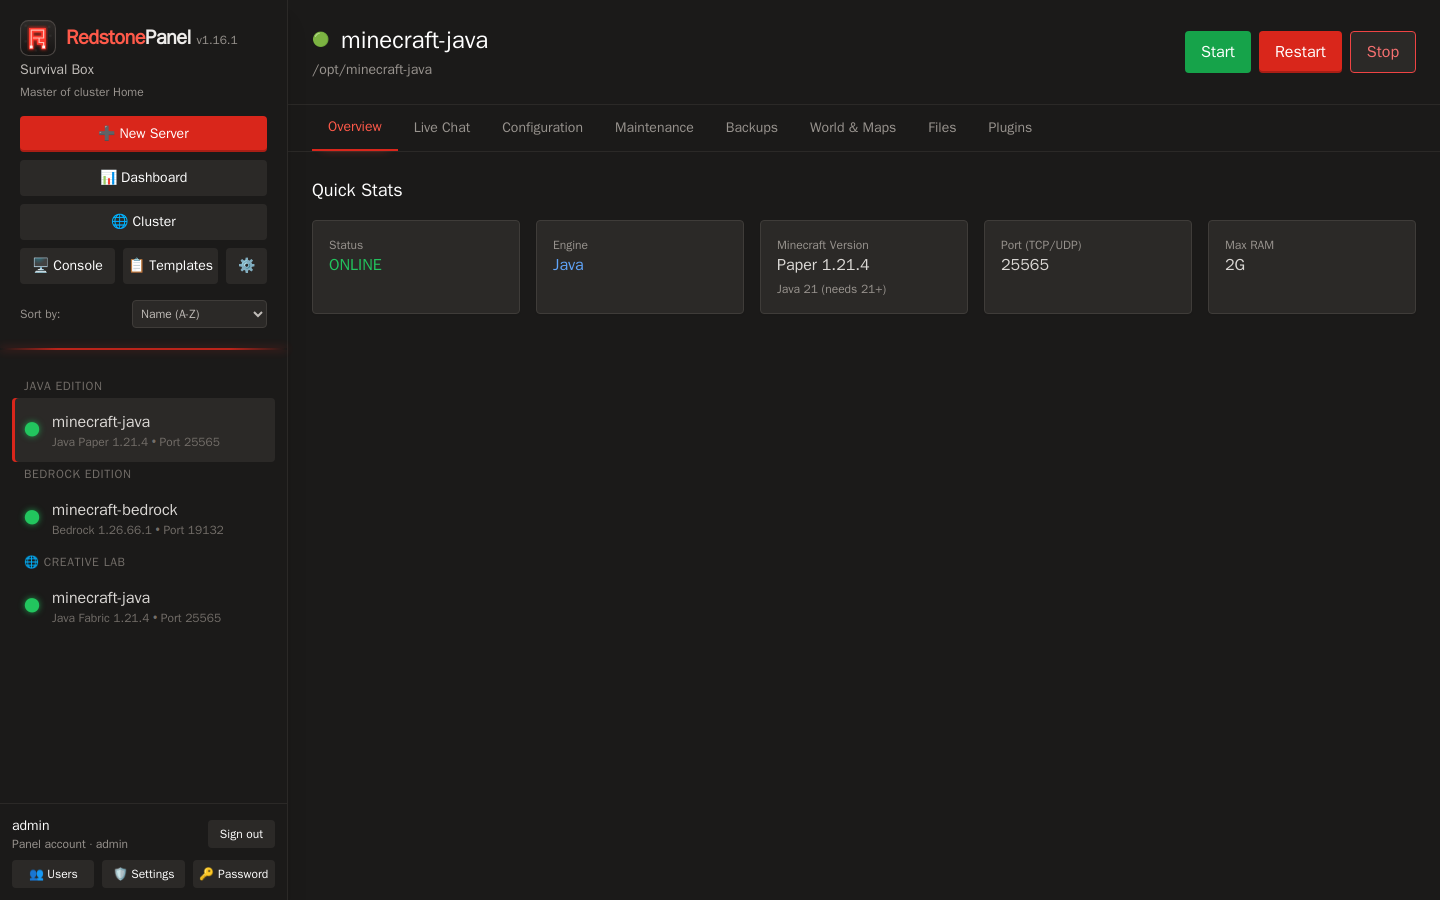 RedstonePanel v1.16.1
Survival Box
Master of cluster Home
➕ New Server
📊 Dashboard
🌐 Cluster
🖥️ Console
📋 Templates
⚙️
Sort by:
Name (A-Z)
JAVA EDITION
minecraft-java
Java Paper 1.21.4 • Port 25565
BEDROCK EDITION
minecraft-bedrock
Bedrock 1.26.66.1 • Port 19132
🌐 CREATIVE LAB
minecraft-java
Java Fabric 1.21.4 • Port 25565
admin
Panel account · admin
Sign out
👥 Users
🛡️ Settings
🔑 Password
minecraft-java
/opt/minecraft-java
Start
Restart
Stop
Overview
Live Chat
Configuration
Maintenance
Backups
World & Maps
Files
Plugins
Quick Stats
Status
ONLINE
Engine
Java
Minecraft Version
Paper 1.21.4
Java 21 (needs 21+)
Port (TCP/UDP)
25565
Max RAM
2G